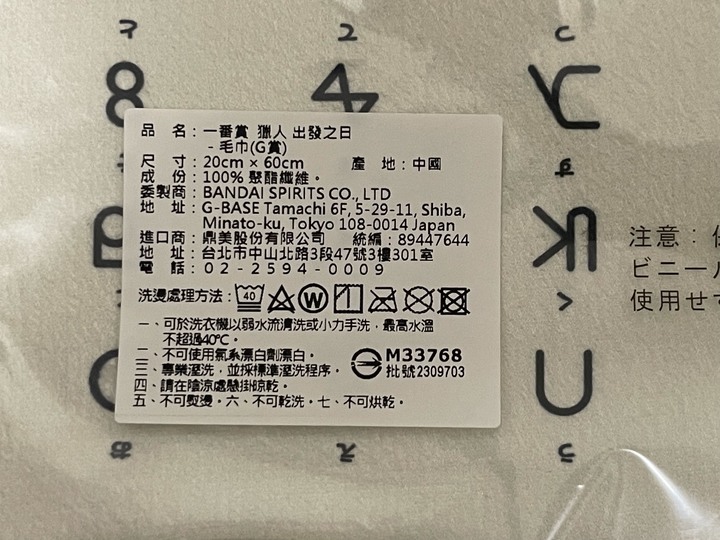 品 名：一番賞 獵人 出發之日
- 毛巾(G賞)
尺 寸：20cm × 60cm 產 地：中國
成 份：100% 聚酯纖維。
委製商：BANDAI SPIRITS CO., LTD
地 址：G-BASE Tamachi 6F, 5-29-11, Shiba,
Minato-ku, Tokyo 108-0014 Japan
進口商：鼎美股份有限公司 統編：89447644
地 址：台北市中山北路3段47號3樓301室
電 話：02-2594-0009
洗燙處理方法：
40
W
一、可於洗衣機以弱水流清洗或小力手洗，最高水溫
不超過40℃。
二、不可使用氯系漂白劑漂白。
三、專業溼洗，並採標準溼洗程序。
四、請在陰涼處懸掛晾乾。
五、不可熨燙。六、不可乾洗。七、不可烘乾。
M33768
批號2309703
注意：
ビニール
使用せず
お
え
う
く
す